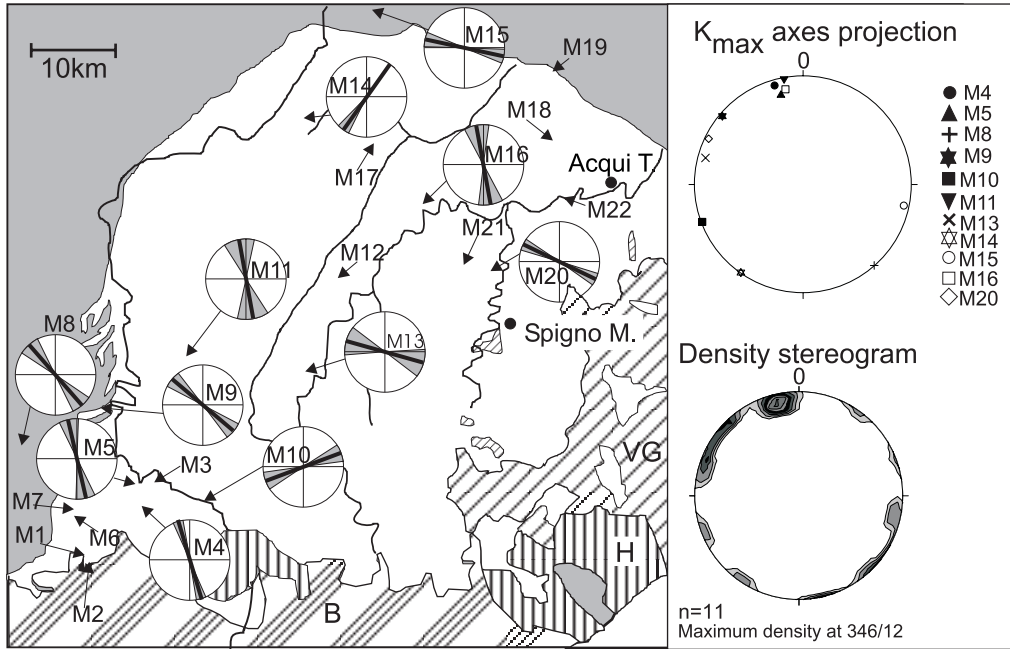 10km
M15
M19
M14
M18
M16
Acqui T.
M17
M22
M21
M12
M11
M20
Spigno M.
M8
M13
M9
M5
M3
M10
VG
M7
M1
M6
M4
H
M2
B
Kmax axes projection
0
M4
M5
M8
M9
M10
M11
M13
M14
M15
M16
M20
Density stereogram
0
n=11
Maximum density at 346/12